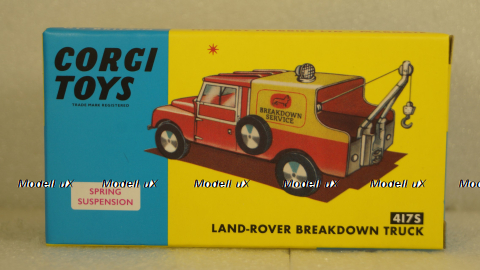 CORGI
TOYS
TRADE MARK REGISTERED
BREAKDOWN
SERVICE
Modell uX Modell uX Modell uX Modell uX Modell uX Mo
SPRING
SUSPENSION
417S
LAND-ROVER BREAKDOWN TRUCK